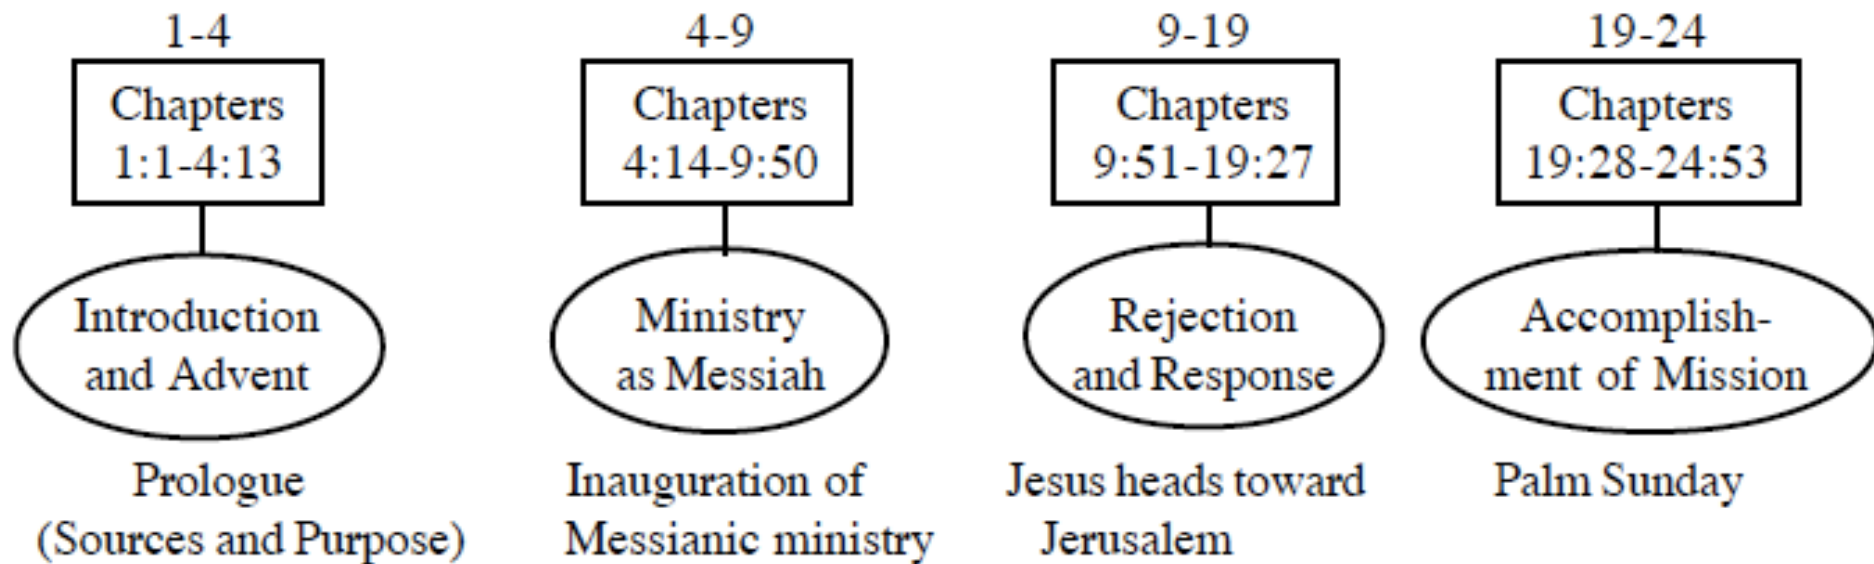 1-4
Chapters
1:1-4:13
Introduction
and Advent
Prologue
(Sources and Purpose)
4-9
Chapters
4:14-9:50
Ministry
as Messiah
Inauguration of
Messianic ministry
9-19
Chapters
9:51-19:27
Rejection
and Response
Jesus heads toward
Jerusalem
19-24
Chapters
19:28-24:53
Accomplish-
ment of Mission
Palm Sunday